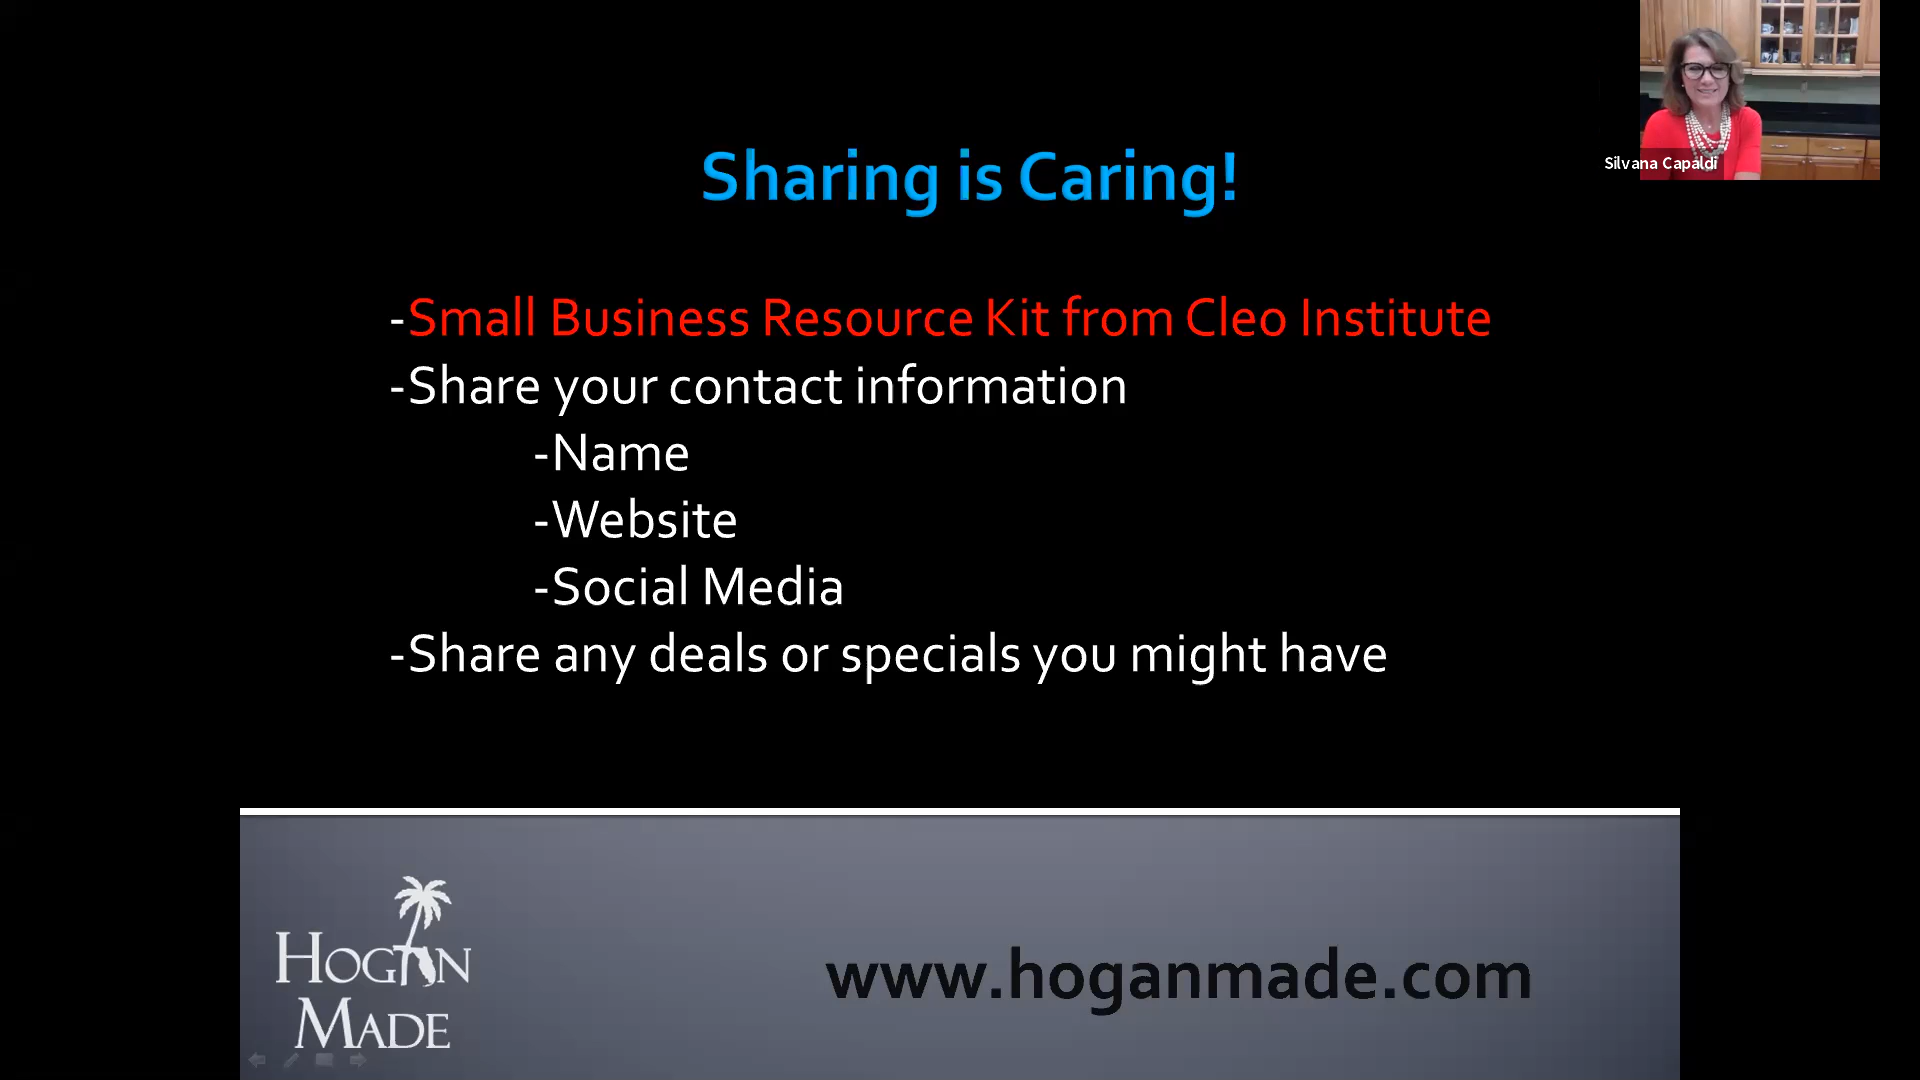 Silvana Capaldi
Sharing is Caring!
-Small Business Resource Kit from Cleo Institute
-Share your contact information
-Name
-Website
-Social Media
-Share any deals or specials you might have
HOGAN
MADE
www.hoganmade.com